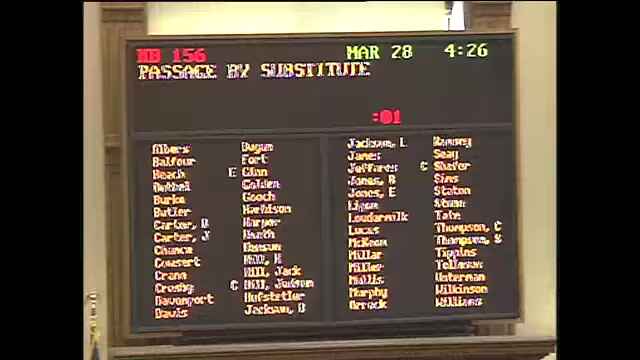 HB 156 MAR 28 4:26
PASSAGE BY SUBSTITUTE
:01
Albers
Balfour
Beach
Bethel
Burke
Butler
Carter, B
Carter, J
Chance
Cowsert
Crane
Crosby
Davenport
Davis
Dugan
Fort
E Ginn
Golden
Gooch
Harbison
Harper
Heath
Henson
Hill, H
Hill, Jack
C Hill, Judson
Hufstetler
Jackson, B
Jackson, L
James
Jeffares
Jones, B
Jones, E
Ligon
Loudermilk
Lucas
McKoon
Millar
Miller
Mullis
Murphy
Orrock
Ramsey
Seay
C Shafer
Sims
Staton
Stone
Tate
Thompson, C
Thompson, S
Tippins
Tolleson
Unterman
Wilkinson
Williams